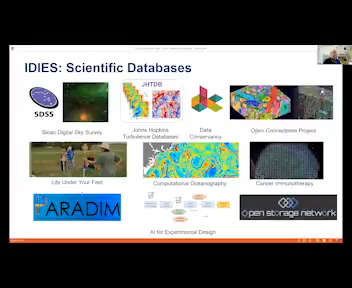 IDIES: Scientific Databases
SDSS
JHTDB
Sloan Digital Sky Survey
Johns Hopkins
Turbulence Databases
Data
Conservancy
Open Connectome Project
Life Under Your Feet
Computational Oceanography
Cancer Immunotherapy
PARADIM
open storage network
AI for Experimental Design